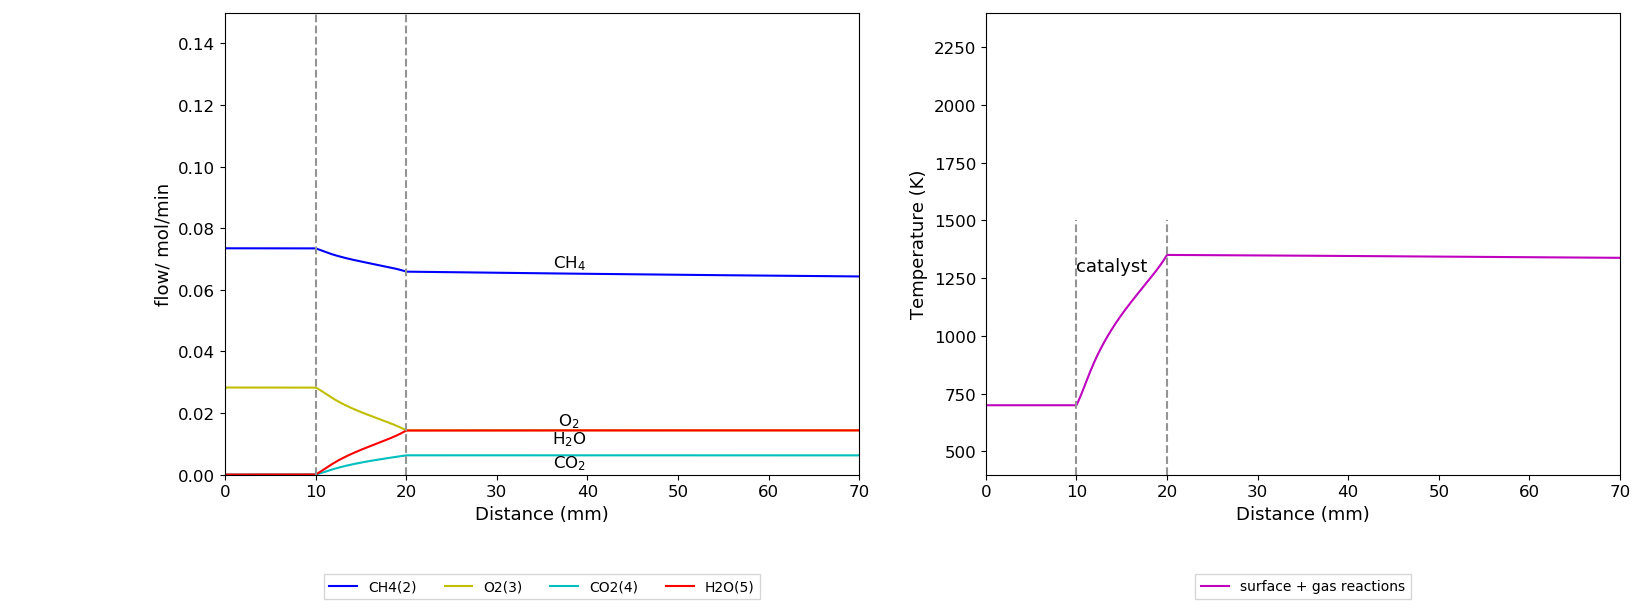 0.14
0.12
0.10
0.08
0.06
0.04
0.02
0.00
flow/ mol/min
CH₄
O₂
H₂O
CO₂
0 10 20 30 40 50 60 70
Distance (mm)
CH4(2) O2(3) CO2(4) H2O(5)
2250
2000
1750
1500
1250
1000
750
500
Temperature (K)
catalyst
0 10 20 30 40 50 60 70
Distance (mm)
surface + gas reactions